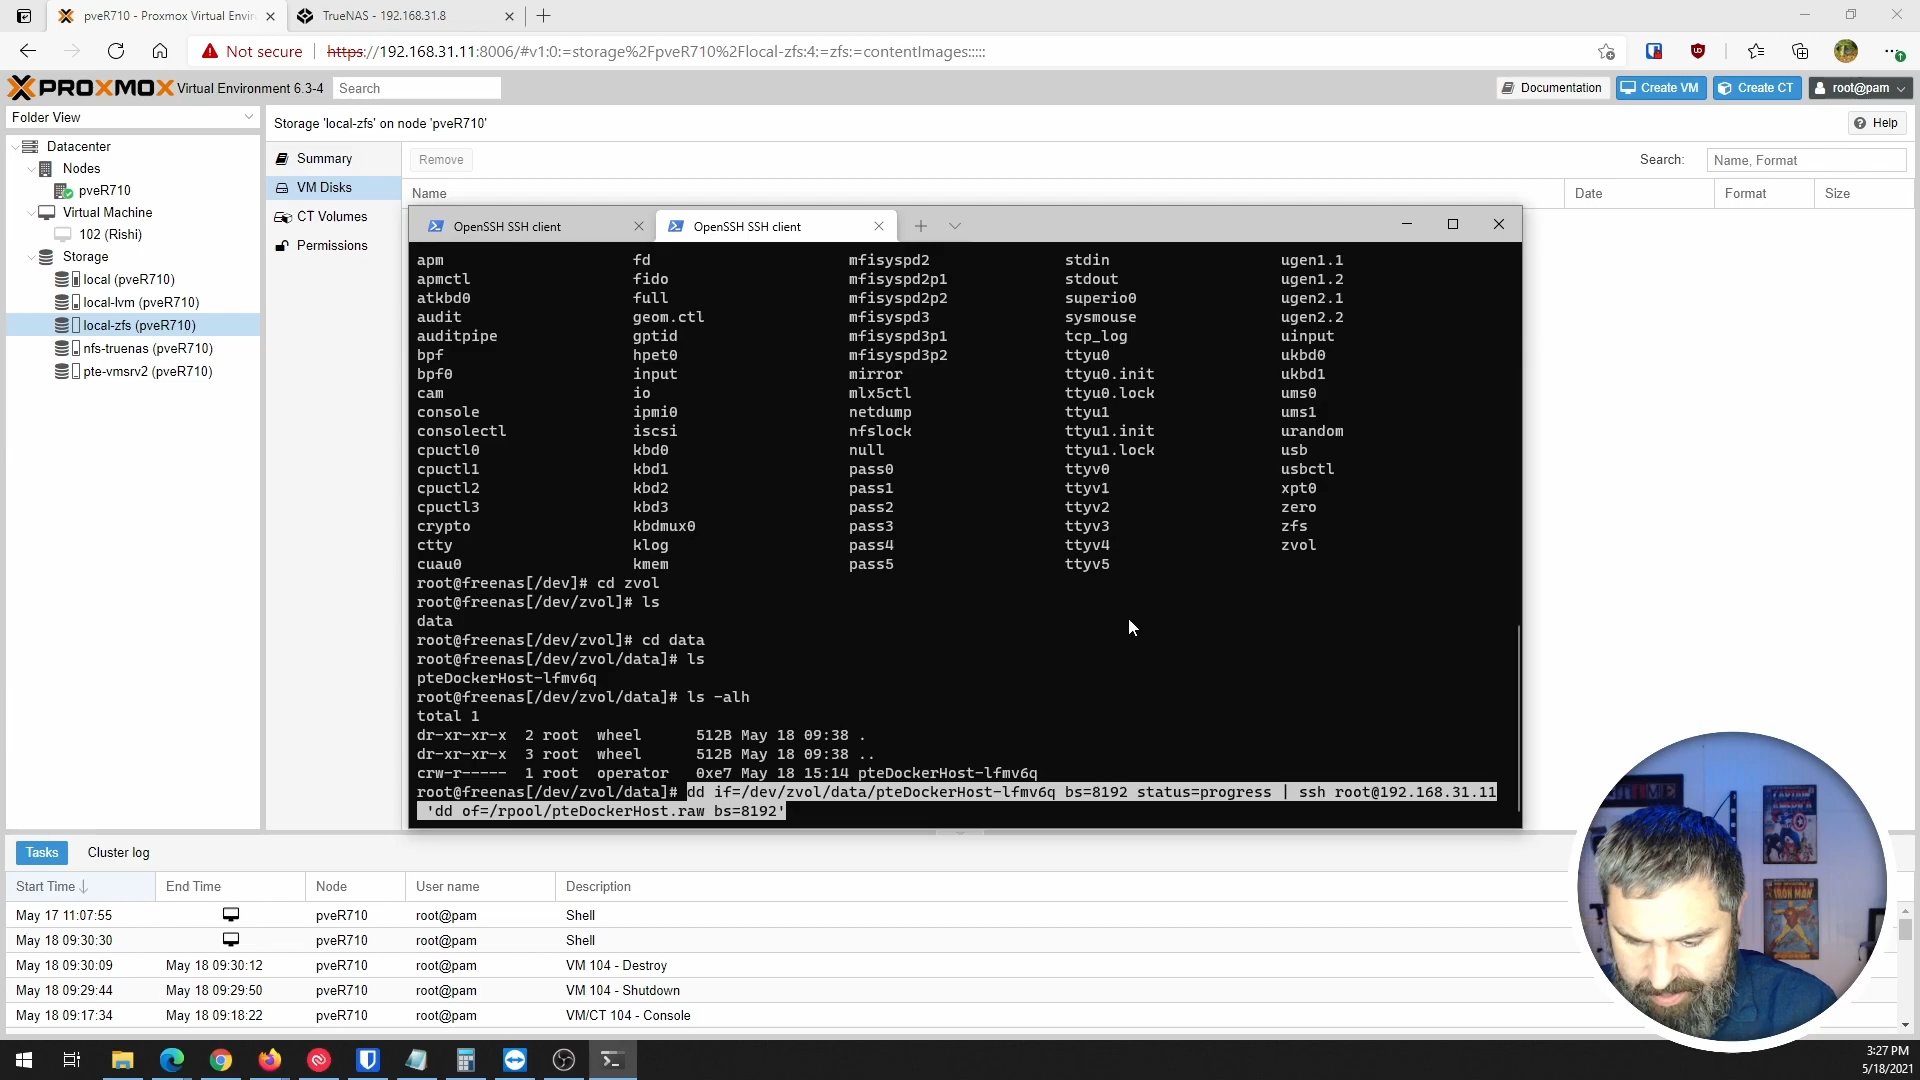 pveR710 - Proxmox Virtual Envir
TrueNAS - 192.168.31.8
Not secure
https://192.168.31.11:8006/#v1:0:=storage%2FpveR710%2Flocal-zfs:4:=zfs:=contentImages:::::
PROXMOX Virtual Environment 6.3-4
Search
Documentation
Create VM
Create CT
root@pam
Folder View
Storage 'local-zfs' on node 'pveR710'
Help
Datacenter
Nodes
pveR710
Virtual Machine
102 (Rishi)
Storage
local (pveR710)
local-lvm (pveR710)
local-zfs (pveR710)
nfs-truenas (pveR710)
pte-vmsrv2 (pveR710)
Summary
VM Disks
CT Volumes
Permissions
Remove
Search:
Name, Format
Name
Date
Format
Size
OpenSSH SSH client
OpenSSH SSH client
apm fd mfisyspd2 stdin ugen1.1
apmctl fido mfisyspd2p1 stdout ugen1.2
atkbd0 full mfisyspd2p2 superio0 ugen2.1
audit geom.ctl mfisyspd3 sysmouse ugen2.2
auditpipe gptid mfisyspd3p1 tcp_log uinput
bpf hpet0 mfisyspd3p2 ttyu0 ukbd0
bpf0 input mirror ttyu0.init ukbd1
cam io mlx5ctl ttyu0.lock ums0
console ipmi0 netdump ttyu1 ums1
consolectl iscsi nfslock ttyu1.init urandom
cpuctl0 kbd0 null ttyu1.lock usb
cpuctl1 kbd1 pass0 ttyv0 usbctl
cpuctl2 kbd2 pass1 ttyv1 xpt0
cpuctl3 kbd3 pass2 ttyv2 zero
crypto kbdmux0 pass3 ttyv3 zfs
ctty klog pass4 ttyv4 zvol
cuau0 kmem pass5 ttyv5
root@freenas[/dev]# cd zvol
root@freenas[/dev/zvol]# ls
data
root@freenas[/dev/zvol]# cd data
root@freenas[/dev/zvol/data]# ls
pteDockerHost-lfmv6q
root@freenas[/dev/zvol/data]# ls -alh
total 1
dr-xr-xr-x 2 root wheel 512B May 18 09:38 .
dr-xr-xr-x 3 root wheel 512B May 18 09:38 ..
crw-r----- 1 root operator 0xe7 May 18 15:14 pteDockerHost-lfmv6q
root@freenas[/dev/zvol/data]# dd if=/dev/zvol/data/pteDockerHost-lfmv6q bs=8192 status=progress | ssh root@192.168.31.11
'dd of=/rpool/pteDockerHost.raw bs=8192'
Tasks
Cluster log
Start Time End Time Node User name Description
May 17 11:07:55 pveR710 root@pam Shell
May 18 09:30:30 pveR710 root@pam Shell
May 18 09:30:09 May 18 09:30:12 pveR710 root@pam VM 104 - Destroy
May 18 09:29:44 May 18 09:29:50 pveR710 root@pam VM 104 - Shutdown
May 18 09:17:34 May 18 09:18:22 pveR710 root@pam VM/CT 104 - Console
3:27 PM
5/18/2021